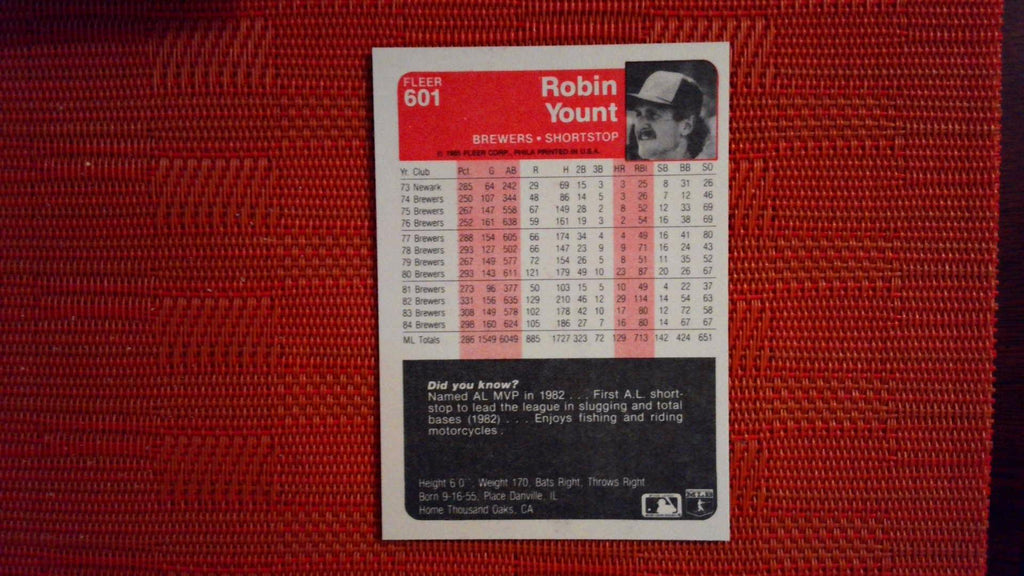 FLEER
601
Robin
Yount
BREWERS • SHORTSTOP
© 1985 FLEER CORP., PHILA PRINTED IN U.S.A.
Yr. Club Pct. G AB R H 2B 3B HR RBI SB BB SO
73 Newark 285 64 242 29 69 15 3 3 25 8 31 26
74 Brewers 250 107 344 48 86 14 5 3 26 7 12 46
75 Brewers 267 147 558 67 149 28 2 8 52 12 33 69
76 Brewers 252 161 638 59 161 19 3 2 54 16 38 69
77 Brewers 288 154 605 66 174 34 4 4 49 16 41 80
78 Brewers 293 127 502 66 147 23 9 9 71 16 24 43
79 Brewers 267 149 577 72 154 26 5 8 51 11 35 52
80 Brewers 293 143 611 121 179 49 10 23 87 20 26 67
81 Brewers 273 96 377 50 103 15 5 10 49 4 22 37
82 Brewers 331 156 635 129 210 46 12 29 114 14 54 63
83 Brewers 308 149 578 102 178 42 10 17 80 12 72 58
84 Brewers 298 160 624 105 186 27 7 16 80 14 67 67
ML Totals 286 1549 6049 885 1727 323 72 129 713 142 424 651
Did you know?
Named AL MVP in 1982 . . . First A.L. short-
stop to lead the league in slugging and total
bases (1982) . . . Enjoys fishing and riding
motorcycles .
Height 6 0", Weight 170, Bats Right, Throws Right
Born 9-16-55, Place Danville, IL
Home Thousand Oaks, CA
MLB